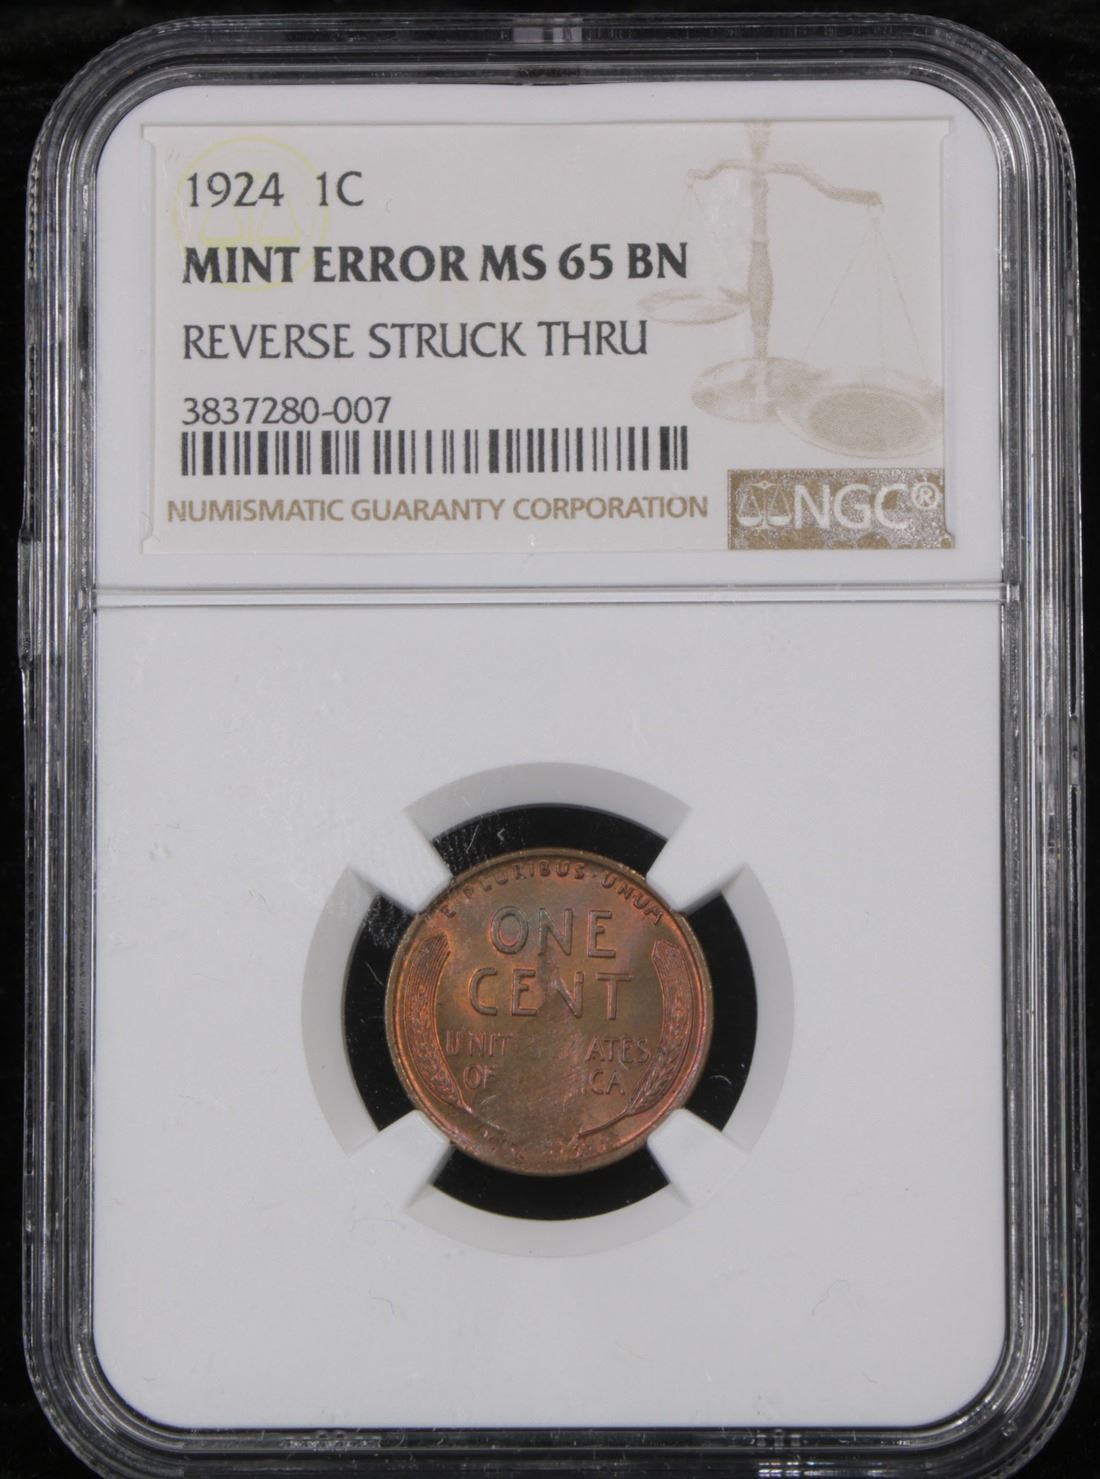 1924 1C
MINT ERROR MS 65 BN
REVERSE STRUCK THRU
3837280-007
NUMISMATIC GUARANTY CORPORATION
NGC®
E PLURIBUS·UNUM
ONE
CENT
UNIT ATES
OF ICA